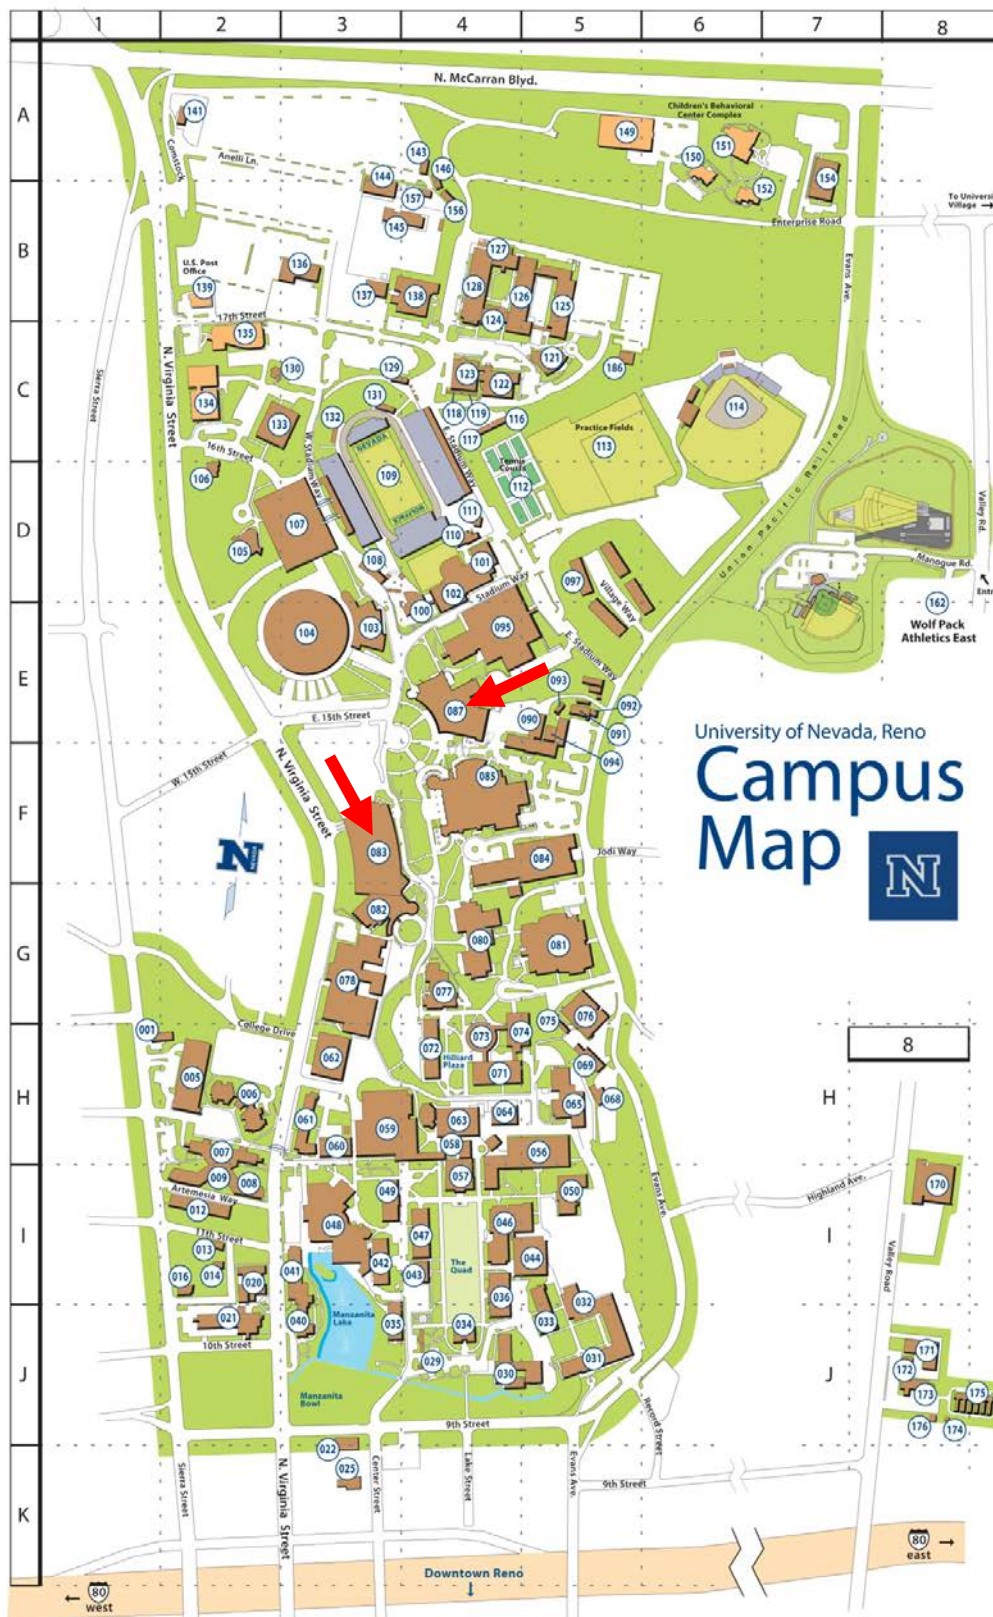 1 2 3 4 5 6 7 8
A
N. McCarran Blvd.
141
Comstock
Anelli Ln.
Children's Behavioral
Center Complex
149
151
150
152
154
143
146
144
157
156
145
B
To Universi
Village →
Enterprise Road
Evans Ave.
U.S. Post
Office
139
136
137
138
127
128
126
125
124
17th Street
135
C
Sierra Street
N. Virginia Street
130
129
123
122
121
186
134
133
132
131
118
119
116
117
114
Practice Fields
113
16th Street
106
W. Stadium Way
E. Stadium Way
NEVADA
109
WOLFPACK
Tennis
Courts
112
Union Pacific Railroad
D
107
105
108
111
110
101
102
Stadium Way
097
Village Way
Valley Rd.
Manogue Rd.
Entr
162
Wolf Pack
Athletics East
E
104
103
100
095
E. Stadium Way
093
092
091
087
090
094
E. 15th Street
W. 15th Street
N. Virginia Street
University of Nevada, Reno
Campus
Map
N
F
085
083
084
Jodi Way
N
NEVADA
G
082
080
081
078
077
076
075
H
001
College Drive
062
072
Hilliard
Plaza
073
074
071
069
068
005
006
061
060
059
063
064
065
058
056
007
009
008
057
8
H
I
Artemesia Way
012
11th Street
013
014
016
020
048
049
047
042
043
041
The
Quad
046
044
050
036
Evans Ave.
Highland Ave.
170
I
Valley Road
J
021
10th Street
040
Manzanita
Lake
035
034
029
030
033
032
031
Manzanita
Bowl
9th Street
Record Street
J
171
172
173
175
176
174
K
022
025
Sierra Street
N. Virginia Street
Center Street
Lake Street
Evans Ave.
9th Street
Downtown Reno
↓
← 80
west
80 →
east